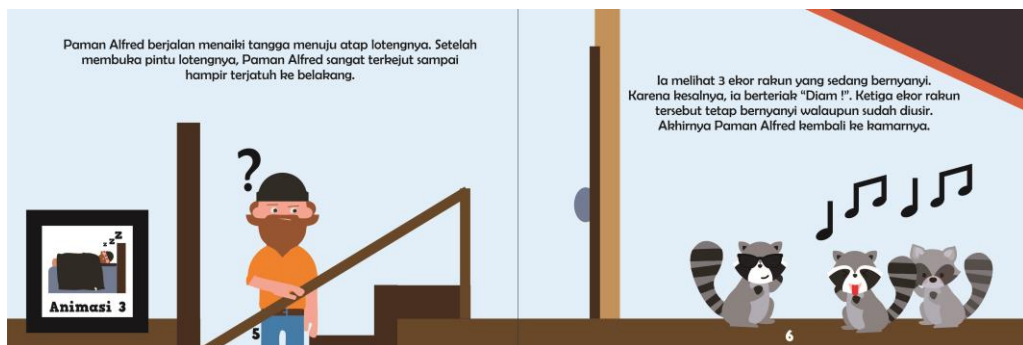 Paman Alfred berjalan menaiki tangga menuju atap lotengnya. Setelah
membuka pintu lotengnya, Paman Alfred sangat terkejut sampai
hampir terjatuh ke belakang.
?
z z Z
Animasi 3
5
Ia melihat 3 ekor rakun yang sedang bernyanyi.
Karena kesalnya, ia berteriak “Diam !”. Ketiga ekor rakun
tersebut tetap bernyanyi walaupun sudah diusir.
Akhirnya Paman Alfred kembali ke kamarnya.
6